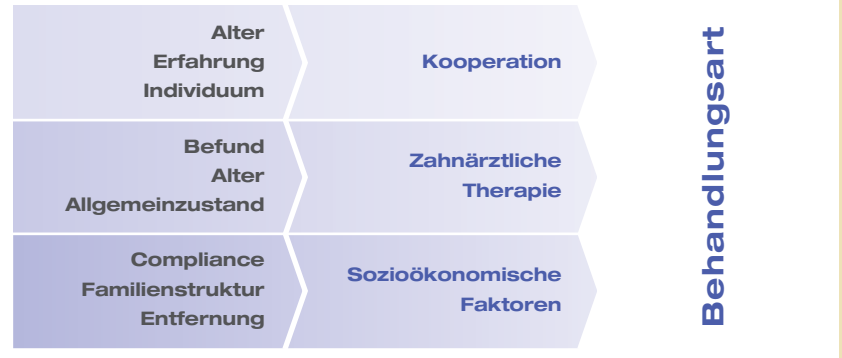 Alter
Erfahrung
Individuum
Kooperation
Befund
Alter
Allgemeinzustand
Zahnärztliche
Therapie
Compliance
Familienstruktur
Entfernung
Sozioökonomische
Faktoren
Behandlungsart